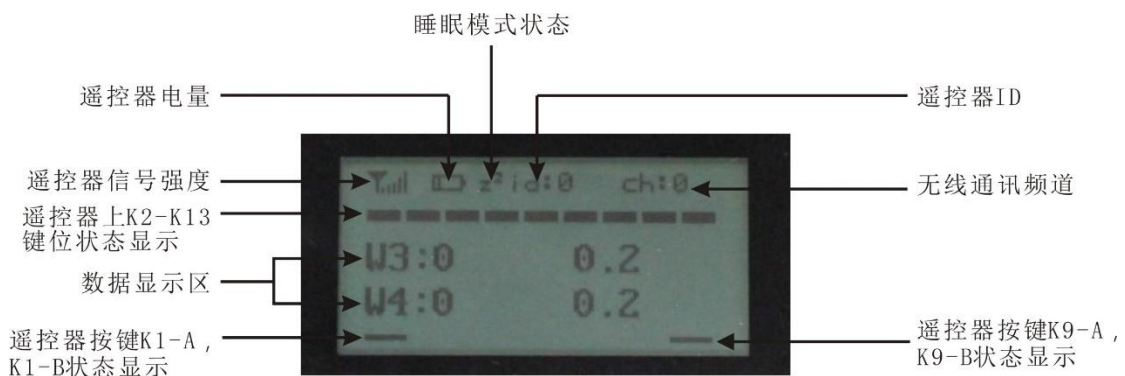 睡眠模式状态
遥控器电量
遥控器ID
遥控器信号强度
无线通讯频道
遥控器上K2-K13
键位状态显示
数据显示区
遥控器按键K1-A,
K1-B状态显示
遥控器按键K9-A,
K9-B状态显示
z² id:0 ch:0
W3:0 0.2
W4:0 0.2